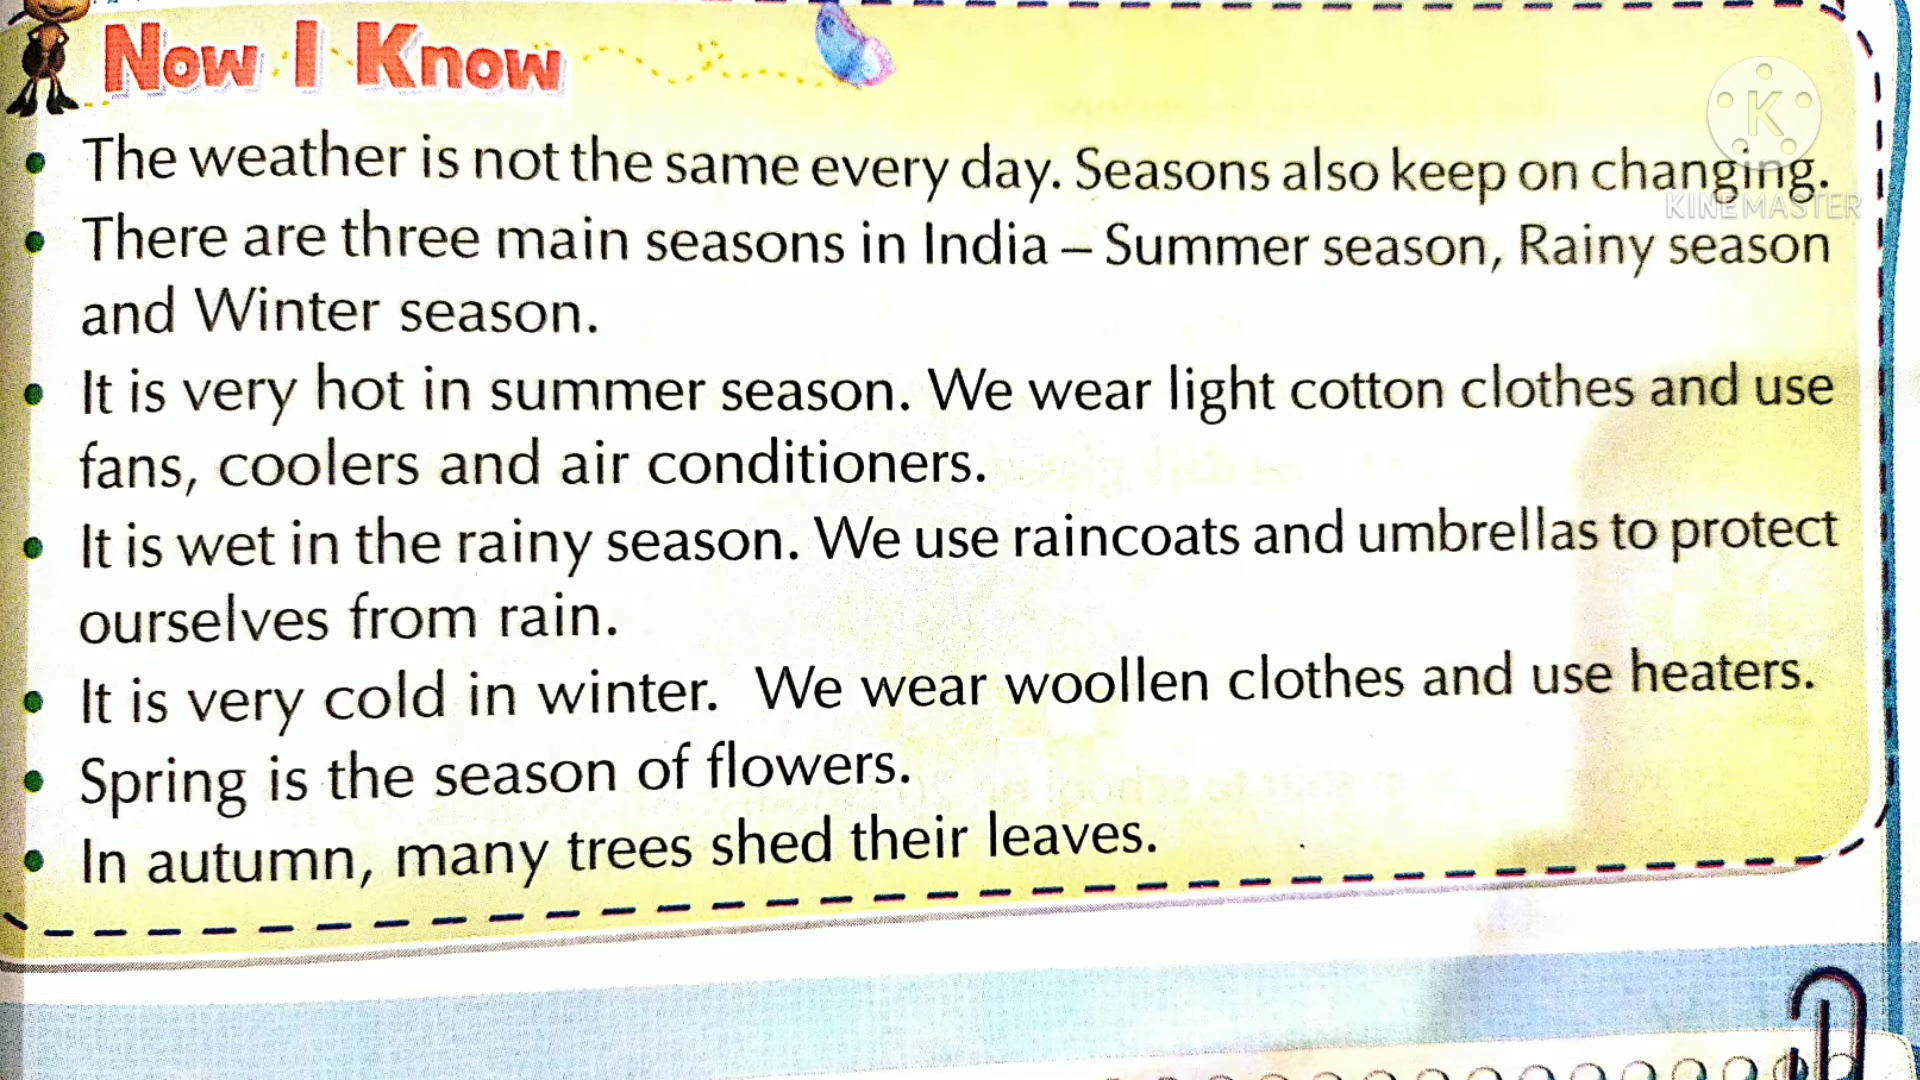 Now I Know
• The weather is not the same every day. Seasons also keep on changing.
• There are three main seasons in India – Summer season, Rainy season
and Winter season.
• It is very hot in summer season. We wear light cotton clothes and use
fans, coolers and air conditioners.
• It is wet in the rainy season. We use raincoats and umbrellas to protect
ourselves from rain.
• It is very cold in winter. We wear woollen clothes and use heaters.
• Spring is the season of flowers.
• In autumn, many trees shed their leaves.
K
KINEMASTER